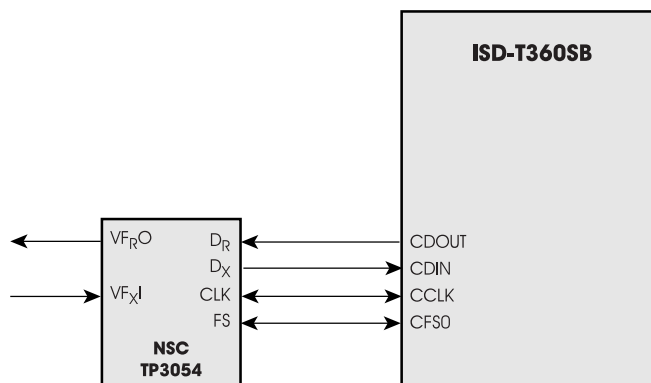 ISD-T360SB
VFRO DR CDOUT
DX CDIN
VFXI CLK CCLK
FS CFS0
NSC
TP3054